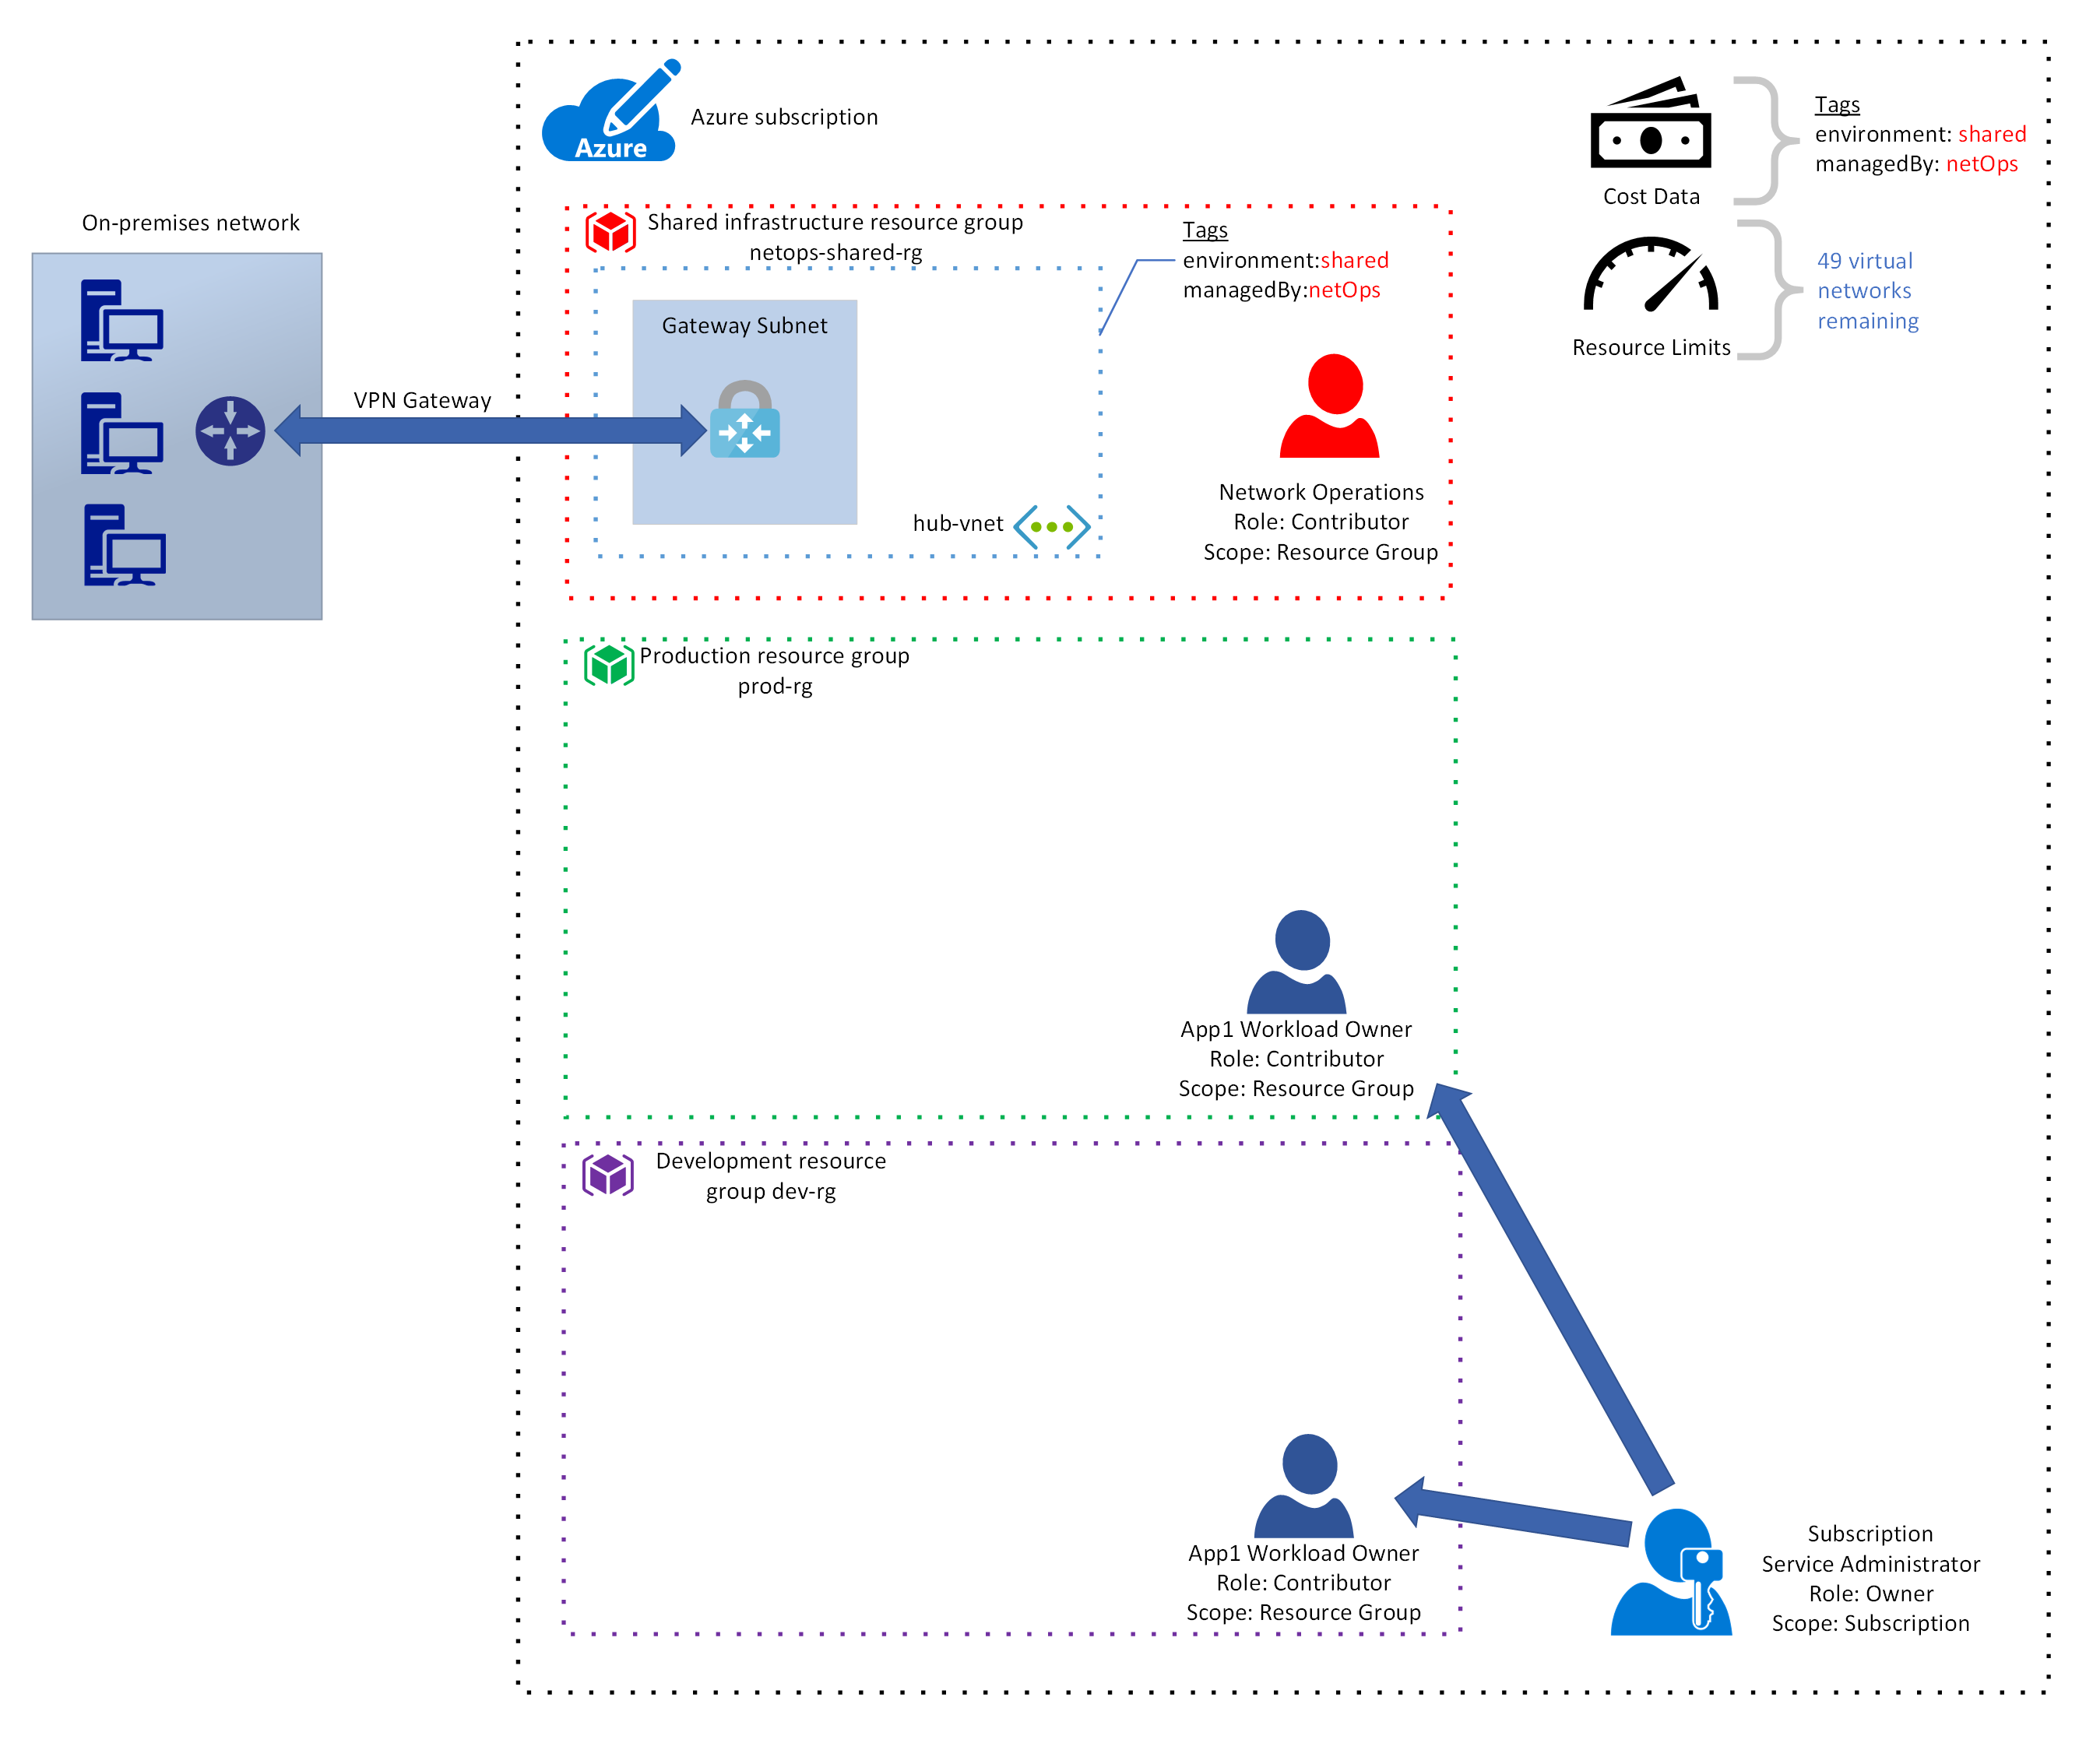 Azure
Azure subscription
Cost Data
Tags
environment: shared
managedBy: netOps
Resource Limits
49 virtual
networks
remaining
On-premises network
VPN Gateway
Shared infrastructure resource group
netops-shared-rg
Gateway Subnet
hub-vnet
Tags
environment:shared
managedBy:netOps
Network Operations
Role: Contributor
Scope: Resource Group
Production resource group
prod-rg
App1 Workload Owner
Role: Contributor
Scope: Resource Group
Development resource
group dev-rg
App1 Workload Owner
Role: Contributor
Scope: Resource Group
Subscription
Service Administrator
Role: Owner
Scope: Subscription